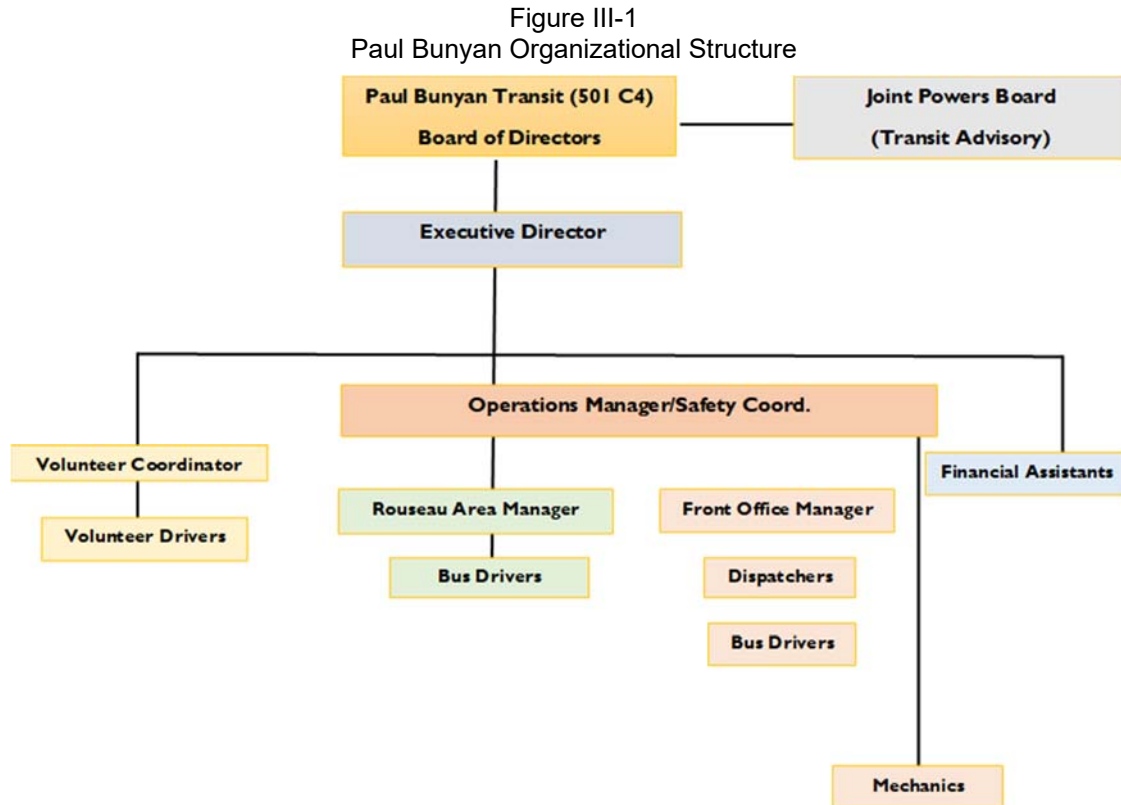 Figure III-1
Paul Bunyan Organizational Structure
Paul Bunyan Transit (501 C4)
Board of Directors
Joint Powers Board
(Transit Advisory)
Executive Director
Operations Manager/Safety Coord.
Volunteer Coordinator
Financial Assistants
Rouseau Area Manager
Front Office Manager
Volunteer Drivers
Bus Drivers
Dispatchers
Bus Drivers
Mechanics